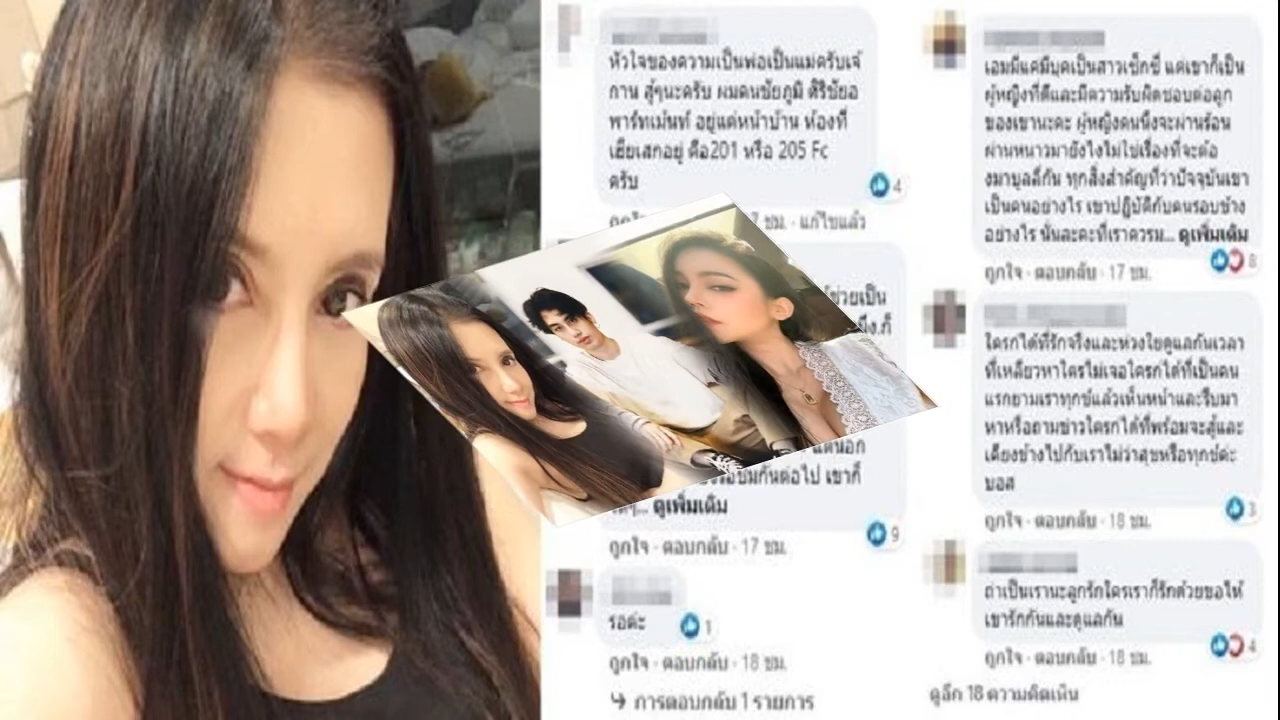 หัวใจของความเป็นพ่อเป็นแม่ครับเจ้
กาน สู้ๆนะครับ ผมคนชัยภูมิ สิริชัยอ
พาร์ทเม้นท์ อยู่แค่หน้าบ้าน ห้องที่
เฮียเสกอยู่ คือ201 หรือ 205 Fc
ครับ
4
ถูกใจ ชม. · แก้ไขแล้ว
ช่วยเป็น
ก็
กันต่อไป เขาก็
ดูเพิ่มเติม
9
ถูกใจ · ตอบกลับ · 17 ชม.
รอค่ะ
1
ถูกใจ · ตอบกลับ · 18 ชม.
↳ การตอบกลับ 1 รายการ
เอมมี่แค่มีบุคเป็นสาวเซ็กซี่ แต่เขาก็เป็น
ผู้หญิงที่ดีและมีความรับผิดชอบต่อลูก
ของเขานะคะ ผู้หญิงคนนึงจะผ่านร้อน
ผ่านหนาวมายังไงไม่ใช่เรื่องที่จะต้อ
งมาบูลลี่กัน ทุกสิ่งสำคัญที่ว่าปัจจุบันเขา
เป็นคนอย่างไร เขาปฏิบัติกับคนรอบข้าง
อย่างไร นั่นละคะที่เราควรม... ดูเพิ่มเติม
8
ถูกใจ · ตอบกลับ · 17 ชม.
ใครก็ได้ที่รักจริงและห่วงใยดูแลกันเวลา
ที่เหลียวหาใครไม่เจอใครก็ได้ที่เป็นคน
แรกยามเราทุกข์แล้วเห็นหน้าและรีบมา
หาหรือถามข่าวใครก็ได้ที่พร้อมจะสู้และ
เคียงข้างไปกับเราไม่ว่าสุขหรือทุกข์ค่ะ
บอส
3
ถูกใจ · ตอบกลับ · 18 ชม.
ถ้าเป็นเรานะลูกรักใครเราก็รักด้วยขอให้
เขารักกันและดูแลกัน
4
ถูกใจ · ตอบกลับ · 18 ชม.
ดูอีก 18 ความคิดเห็น